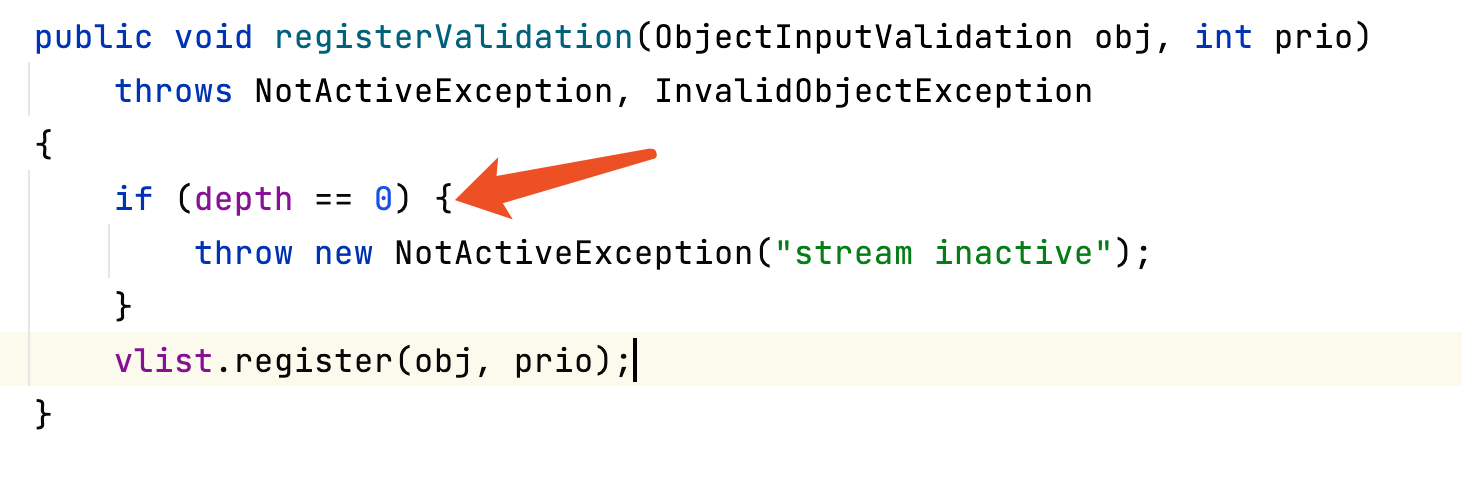 public void registerValidation(ObjectInputValidation obj, int prio)
    throws NotActiveException, InvalidObjectException
{
    if (depth == 0) {
        throw new NotActiveException("stream inactive");
    }
    vlist.register(obj, prio);
}